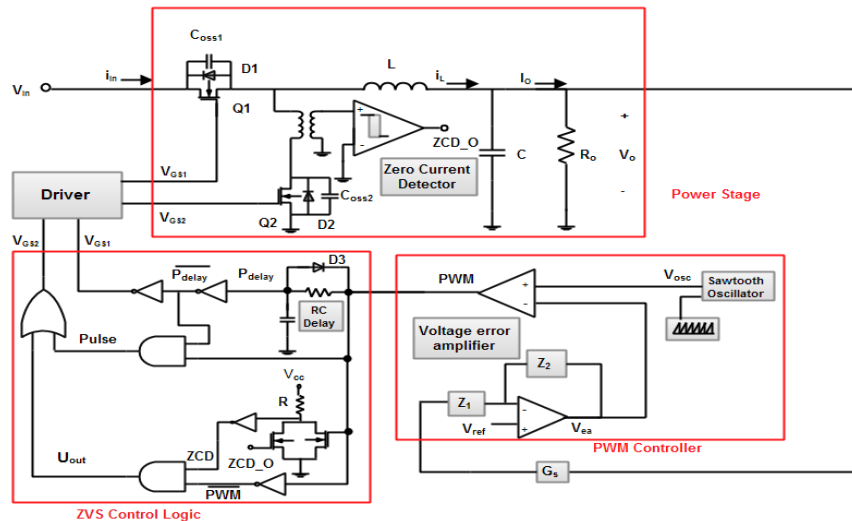 Coss1
D1
iin
Vin
Q1
L
iL
IO
ZCD_O
Zero Current
Detector
C
Ro
+
Vo
-
VGS1
VGS2
Driver
Coss2
Q2
D2
Power Stage
VGS2
VGS1
Pdelay
Pdelay
D3
RC
Delay
PWM
Vosc
Sawtooth
Oscillator
+
-
Voltage error
amplifier
Pulse
Vcc
R
ZCD
ZCD_O
Uout
PWM
Z2
Z1
-
+
Vref
Vea
PWM Controller
Gs
ZVS Control Logic